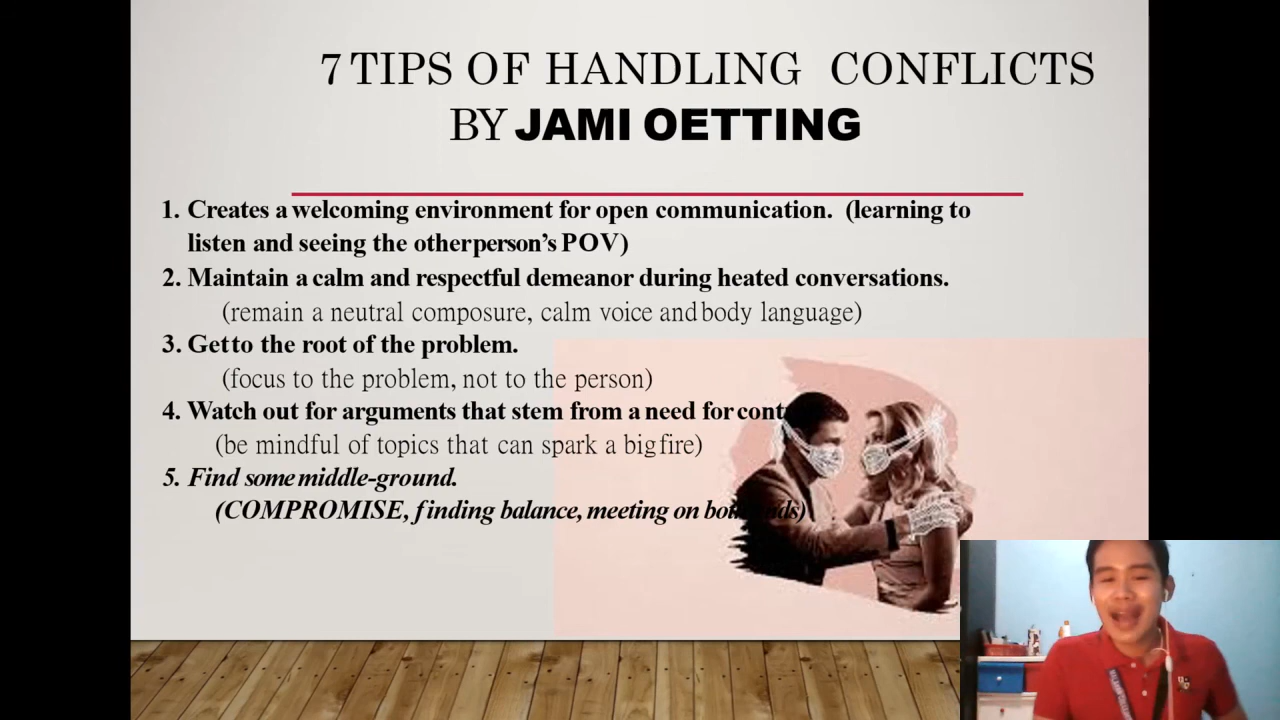 7 TIPS OF HANDLING CONFLICTS
BY JAMI OETTING
1. Creates a welcoming environment for open communication. (learning to
listen and seeing the other person's POV)
2. Maintain a calm and respectful demeanor during heated conversations.
(remain a neutral composure, calm voice and body language)
3. Get to the root of the problem.
(focus to the problem, not to the person)
4. Watch out for arguments that stem from a need for
(be mindful of topics that can spark a big fire)
5. Find some middle-ground.
(COMPROMISE, finding balance, meeting on